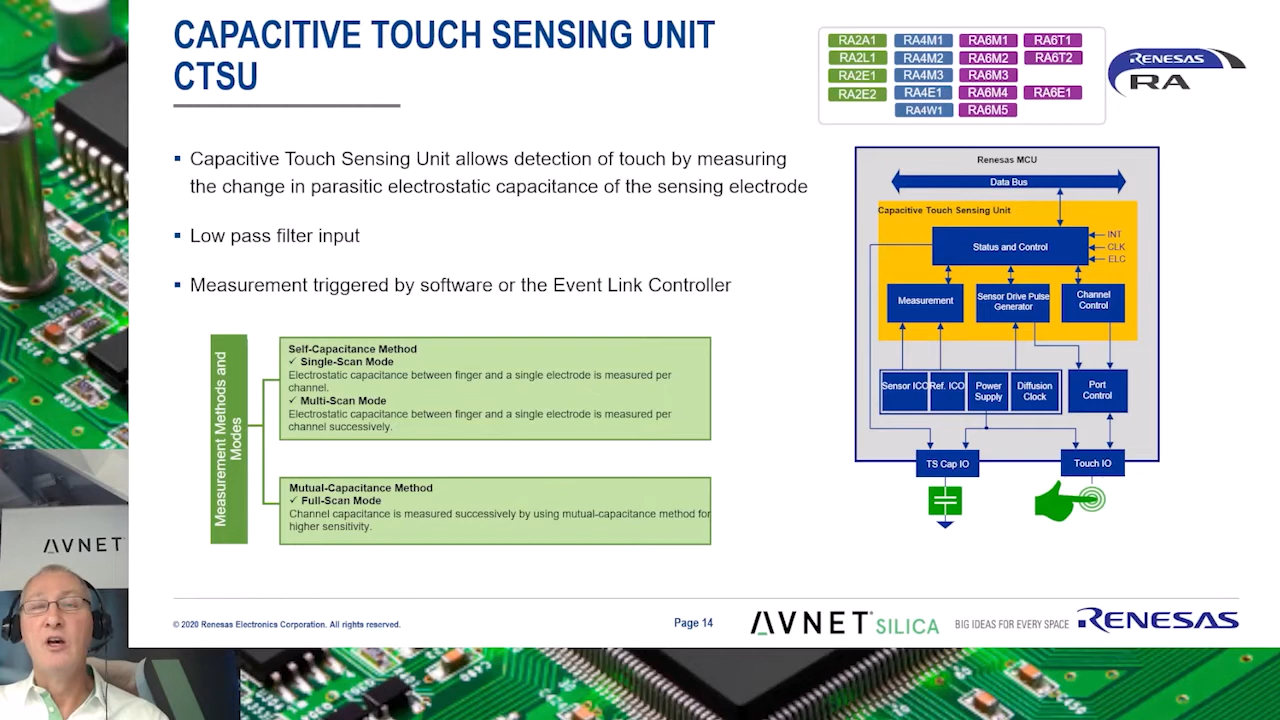 CAPACITIVE TOUCH SENSING UNIT
CTSU
RA2A1 RA4M1 RA6M1 RA6T1
RA2L1 RA4M2 RA6M2 RA6T2
RA2E1 RA4M3 RA6M3
RA2E2 RA4E1 RA6M4 RA6E1
RA4W1 RA6M5
RENESAS
RA
▪ Capacitive Touch Sensing Unit allows detection of touch by measuring
the change in parasitic electrostatic capacitance of the sensing electrode
▪ Low pass filter input
▪ Measurement triggered by software or the Event Link Controller
Measurement Methods and
Modes
Self-Capacitance Method
✓ Single-Scan Mode
Electrostatic capacitance between finger and a single electrode is measured per
channel.
✓ Multi-Scan Mode
Electrostatic capacitance between finger and a single electrode is measured per
channel successively.
Mutual-Capacitance Method
✓ Full-Scan Mode
Channel capacitance is measured successively by using mutual-capacitance method for
higher sensitivity.
Renesas MCU
Data Bus
Capacitive Touch Sensing Unit
Status and Control
INT
CLK
ELC
Measurement
Sensor Drive Pulse
Generator
Channel
Control
Sensor ICO
Ref. ICO
Power
Supply
Diffusion
Clock
Port
Control
TS Cap IO
Touch IO
AVNET
© 2020 Renesas Electronics Corporation. All rights reserved.
Page 14
AVNET® SILICA
BIG IDEAS FOR EVERY SPACE
RENESAS